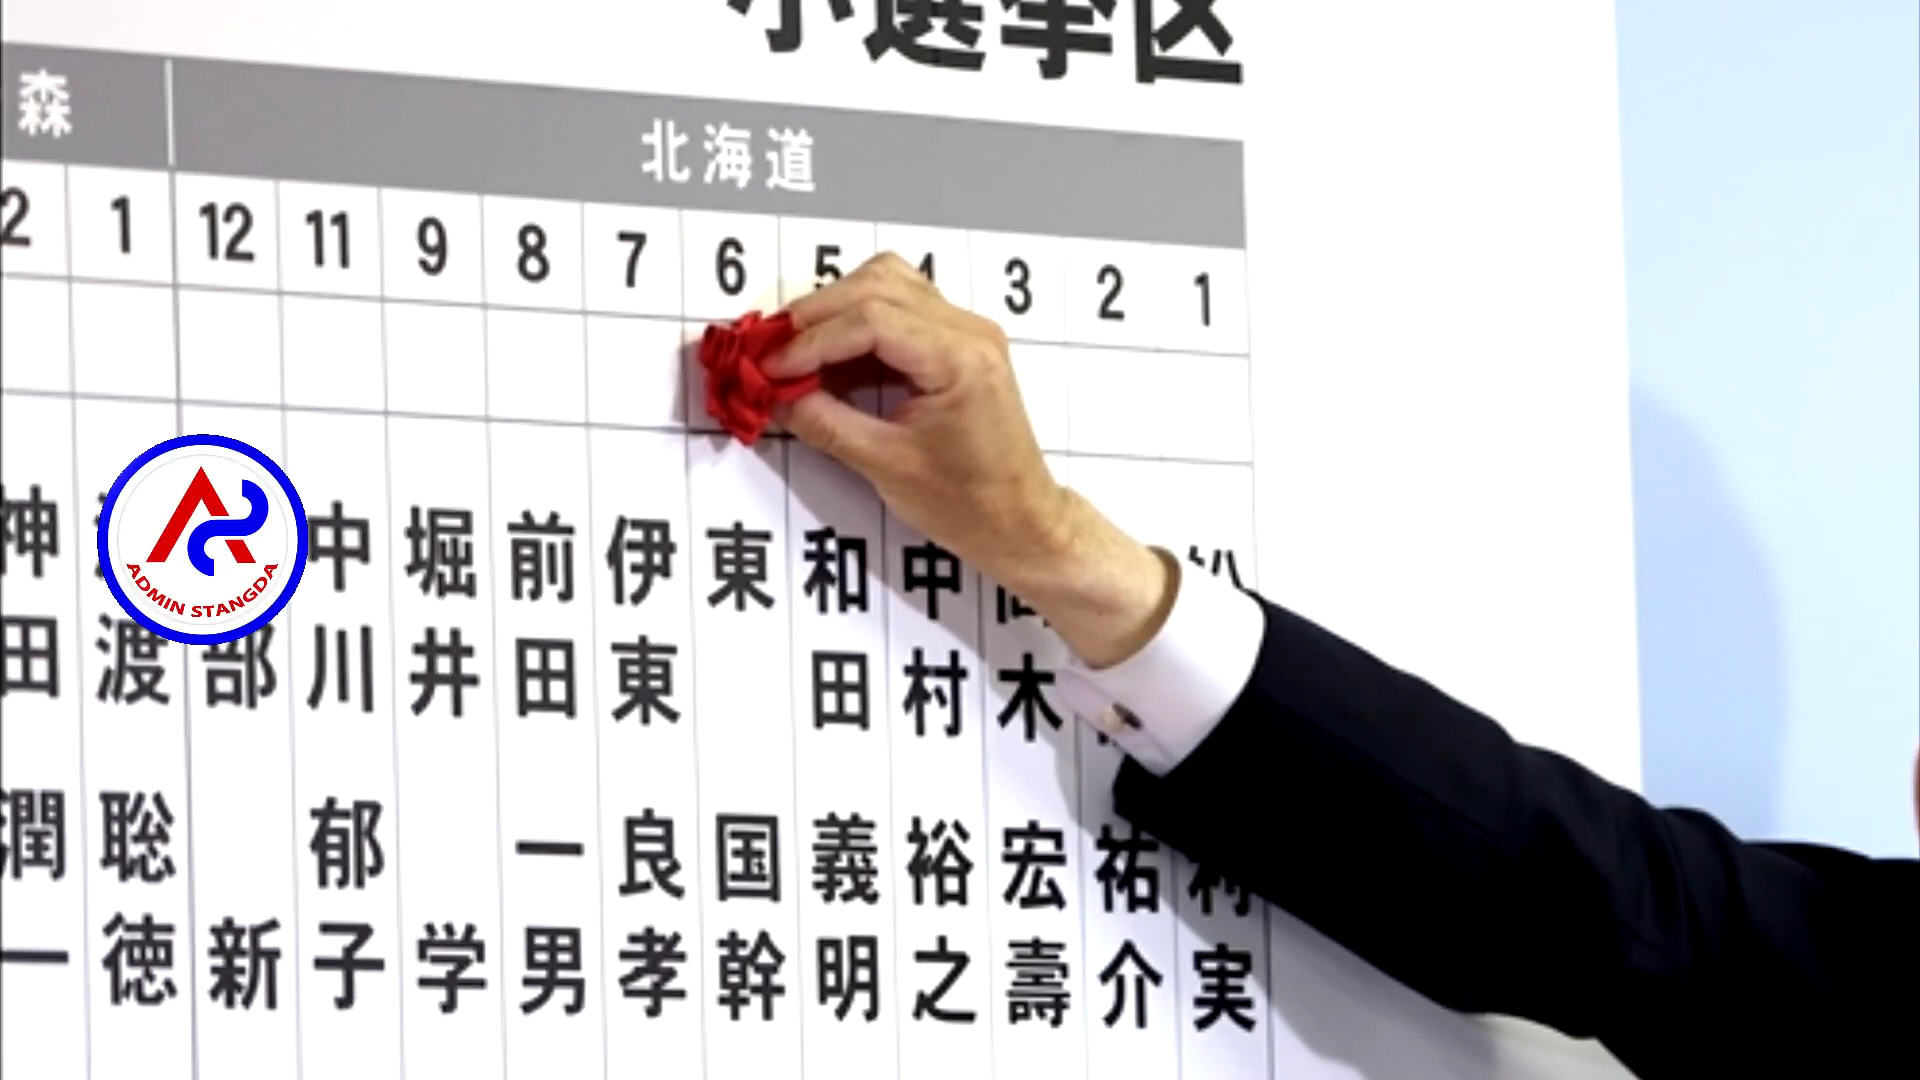 小選挙区
森
北海道
2 1 12 11 9 8 7 6 5 4 3 2 1
実
祐介
木宏壽
中村裕之
和田義明
東国幹
伊東良孝
前田一男
堀井学
中川郁子
部新
渡聡徳
神田潤一
ADMIN STANGDA